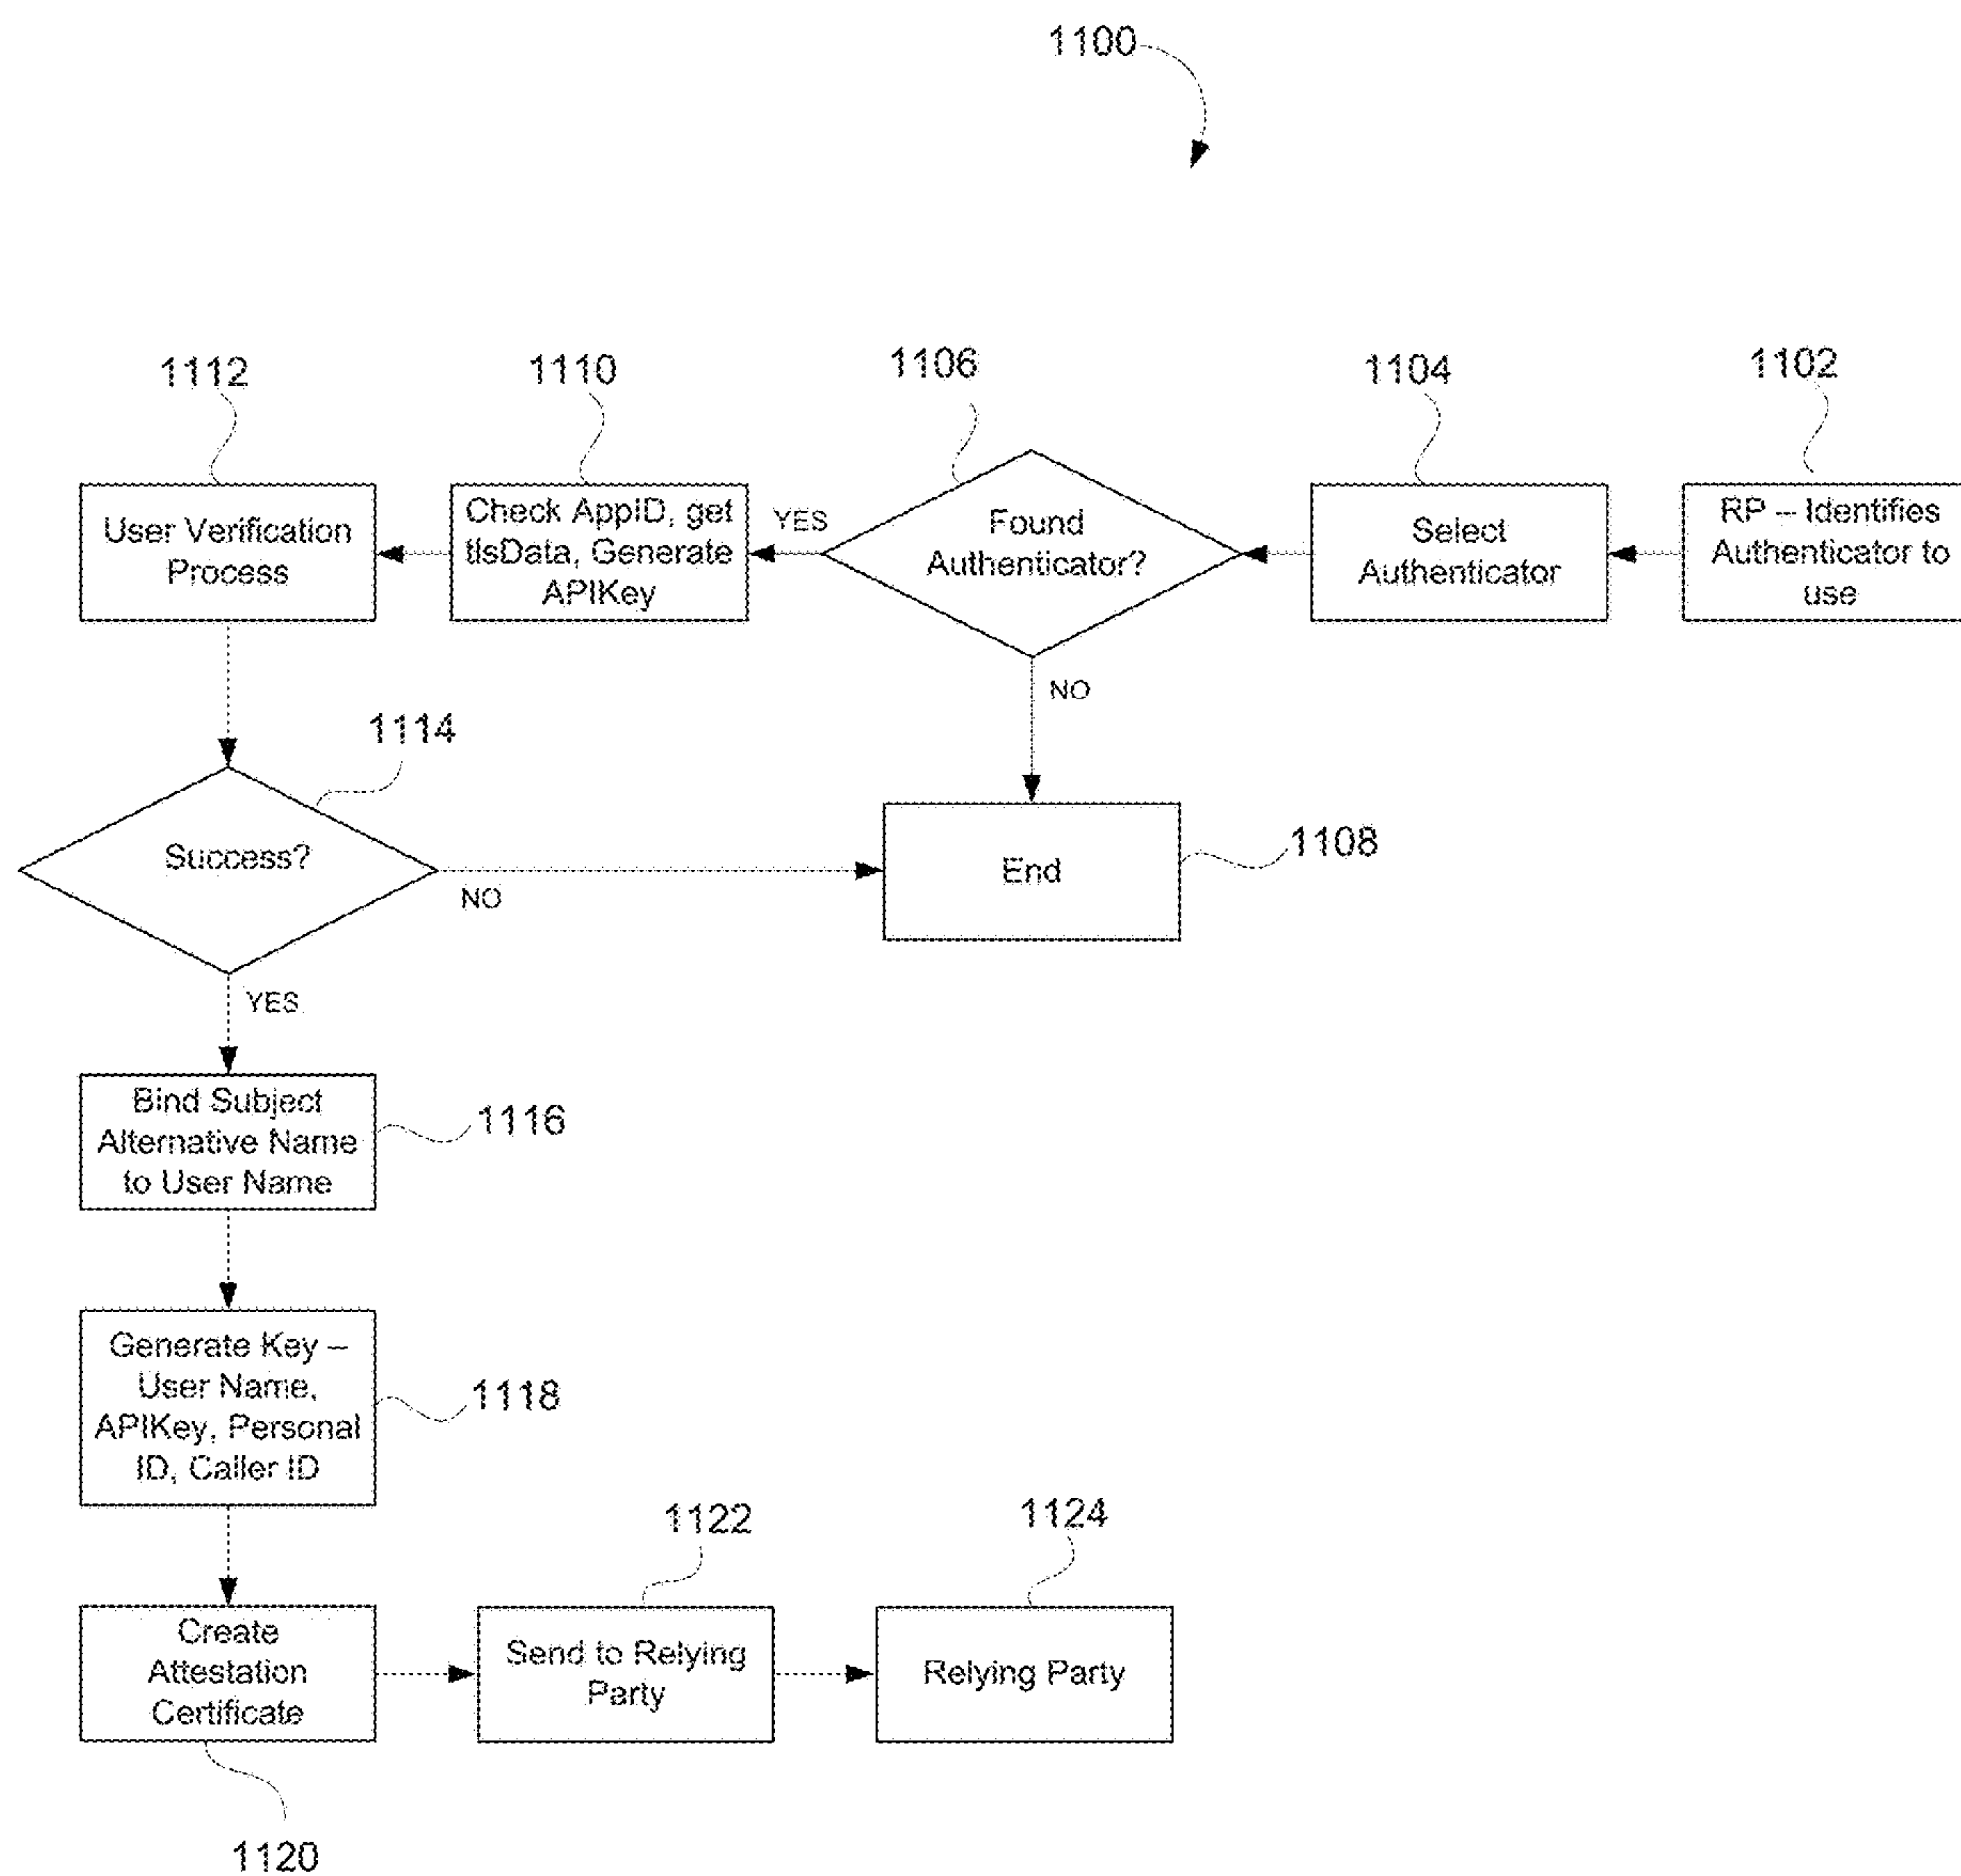 1100
1112
1110
1106
1104
1102
User Verification
Process
Check AppID, get
tlsData, Generate
APIKey
YES
Found
Authenticator?
Select
Authenticator
RP – Identifies
Authenticator to
use
NO
1114
Success?
NO
End
1108
YES
Bind Subject
Alternative Name
to User Name
1116
Generate Key –
User Name,
APIKey, Personal
ID, Caller ID
1118
1122
1124
Create
Attestation
Certificate
Send to Relying
Party
Relying Party
1120